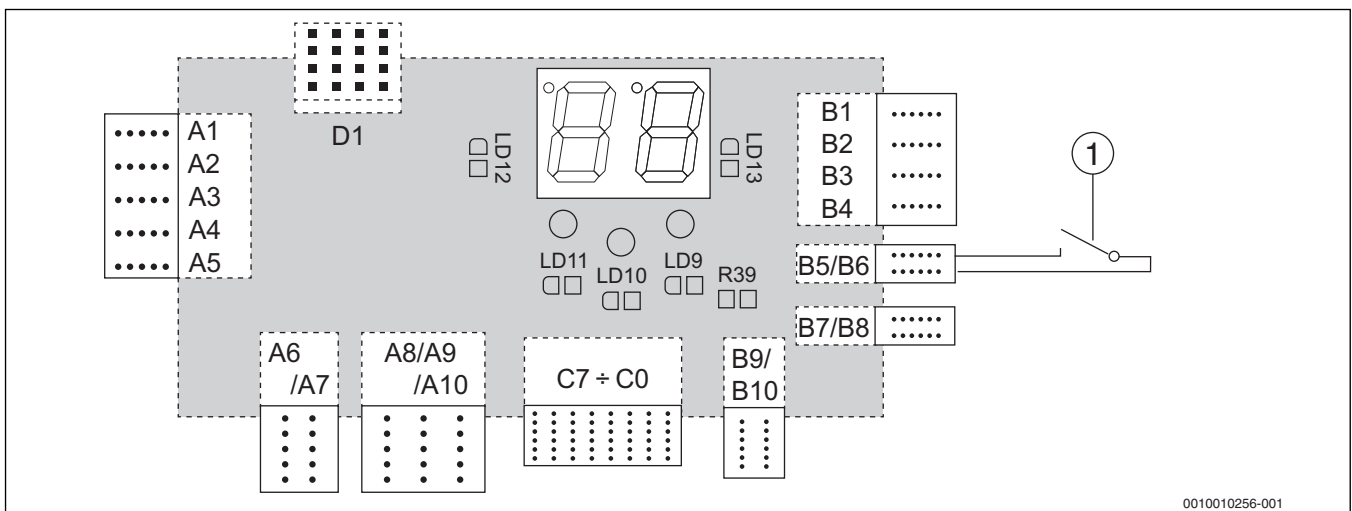 D1
A1
A2
A3
A4
A5
LD12
LD13
B1
B2
B3
B4
1
LD11
LD10
LD9
R39
B5/B6
B7/B8
A6
/A7
A8/A9
/A10
C7 ÷ C0
B9/
B10
0010010256-001